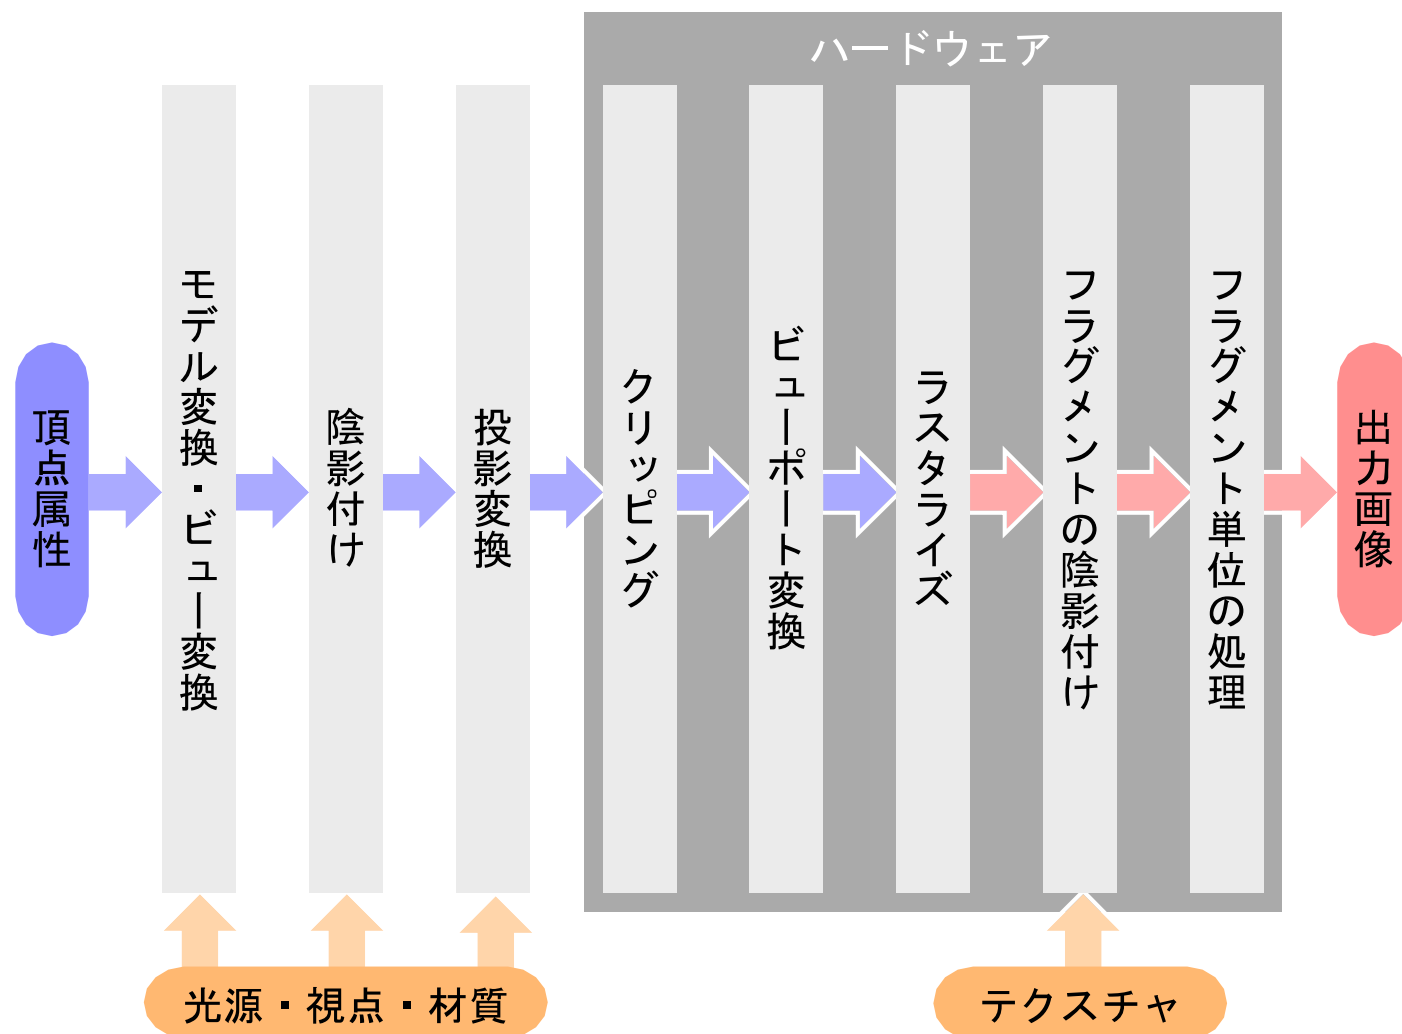 ハードウェア
頂点属性
モデル変換・ビュー変換
陰影付け
投影変換
クリッピング
ビューポート変換
ラスタライズ
フラグメントの陰影付け
フラグメント単位の処理
出力画像
光源・視点・材質
テクスチャ